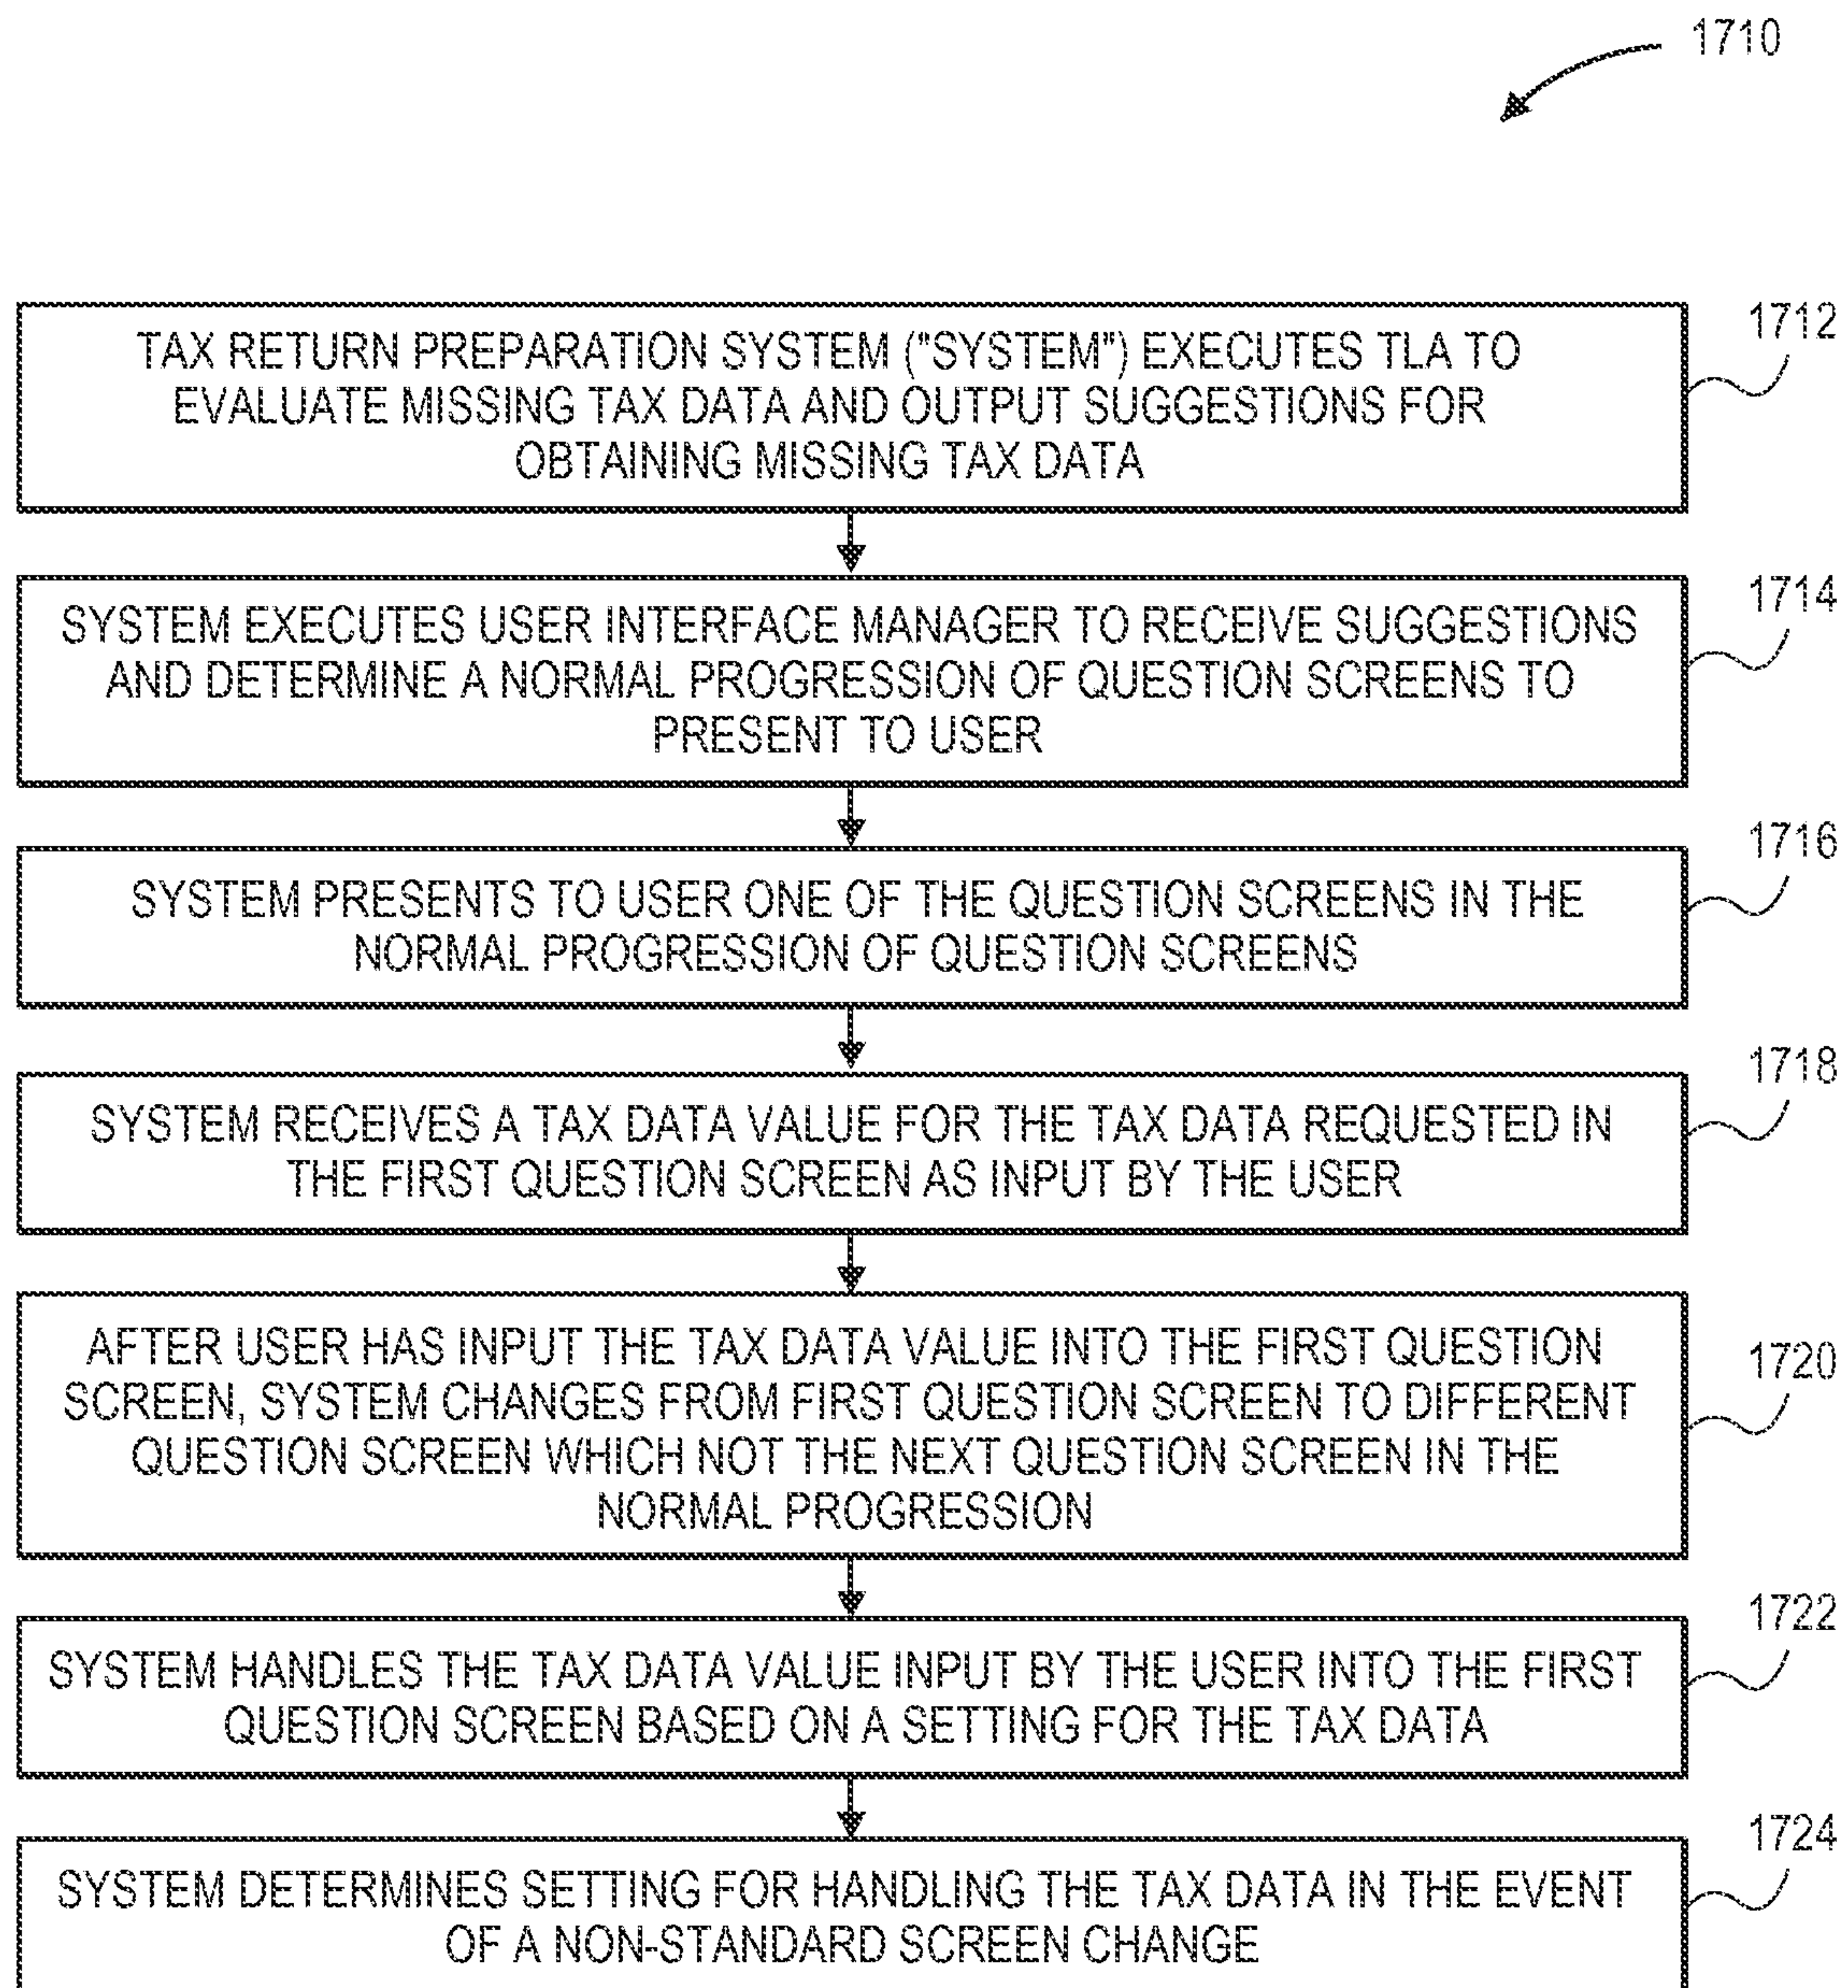 1710
1712
TAX RETURN PREPARATION SYSTEM ("SYSTEM") EXECUTES TLA TO
EVALUATE MISSING TAX DATA AND OUTPUT SUGGESTIONS FOR
OBTAINING MISSING TAX DATA
1714
SYSTEM EXECUTES USER INTERFACE MANAGER TO RECEIVE SUGGESTIONS
AND DETERMINE A NORMAL PROGRESSION OF QUESTION SCREENS TO
PRESENT TO USER
1716
SYSTEM PRESENTS TO USER ONE OF THE QUESTION SCREENS IN THE
NORMAL PROGRESSION OF QUESTION SCREENS
1718
SYSTEM RECEIVES A TAX DATA VALUE FOR THE TAX DATA REQUESTED IN
THE FIRST QUESTION SCREEN AS INPUT BY THE USER
1720
AFTER USER HAS INPUT THE TAX DATA VALUE INTO THE FIRST QUESTION
SCREEN, SYSTEM CHANGES FROM FIRST QUESTION SCREEN TO DIFFERENT
QUESTION SCREEN WHICH NOT THE NEXT QUESTION SCREEN IN THE
NORMAL PROGRESSION
1722
SYSTEM HANDLES THE TAX DATA VALUE INPUT BY THE USER INTO THE FIRST
QUESTION SCREEN BASED ON A SETTING FOR THE TAX DATA
1724
SYSTEM DETERMINES SETTING FOR HANDLING THE TAX DATA IN THE EVENT
OF A NON-STANDARD SCREEN CHANGE